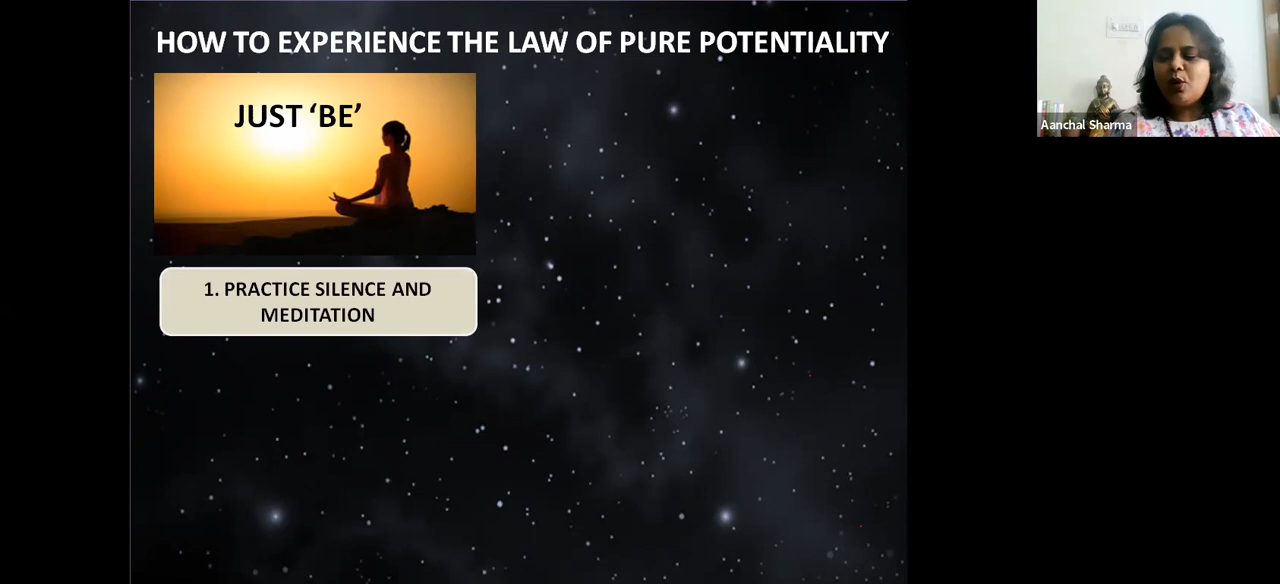 HOW TO EXPERIENCE THE LAW OF PURE POTENTIALITY
JUST ‘BE’
1. PRACTICE SILENCE AND
MEDITATION
Aanchal Sharma